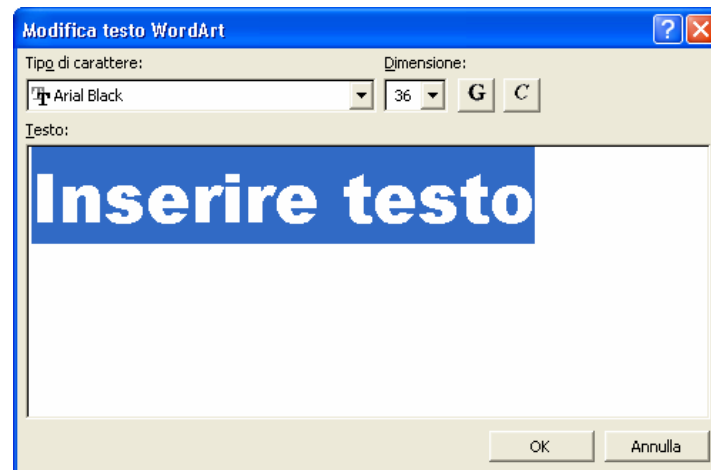 Modifica testo WordArt
Tipo di carattere: Dimensione:
Arial Black 36 G C
Testo:
Inserire testo
OK Annulla